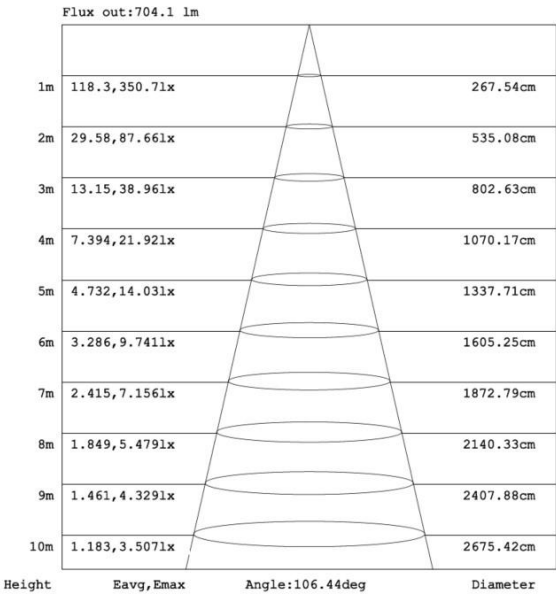 Flux out:704.1 lm
1m 118.3,350.7lx 267.54cm
2m 29.58,87.66lx 535.08cm
3m 13.15,38.96lx 802.63cm
4m 7.394,21.92lx 1070.17cm
5m 4.732,14.03lx 1337.71cm
6m 3.286,9.741lx 1605.25cm
7m 2.415,7.156lx 1872.79cm
8m 1.849,5.479lx 2140.33cm
9m 1.461,4.329lx 2407.88cm
10m 1.183,3.507lx 2675.42cm
Height Eavg,Emax Angle:106.44deg Diameter